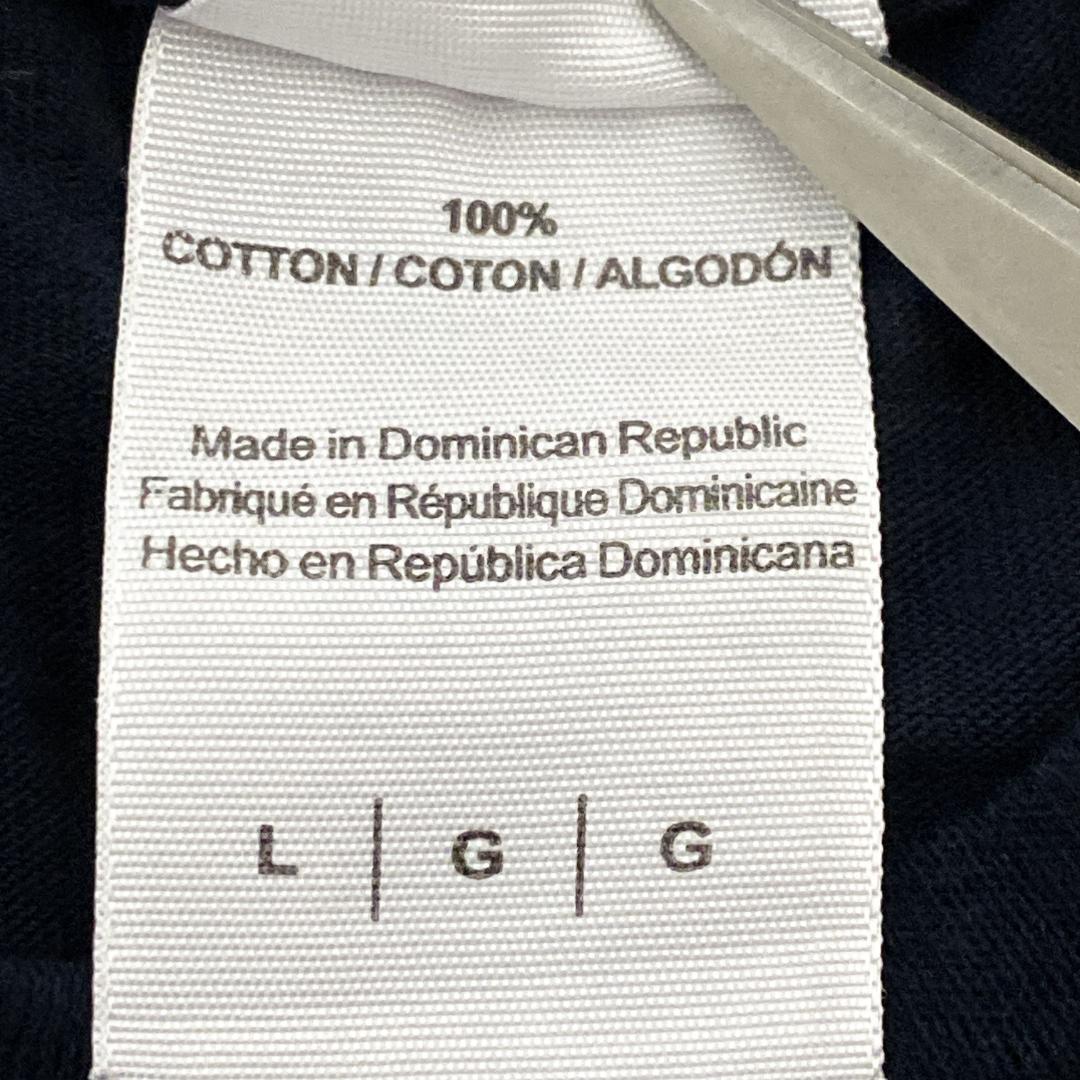 100%
COTTON / COTON / ALGODÓN
Made in Dominican Republic
Fabriqué en République Dominicaine
Hecho en República Dominicana
L | G | G